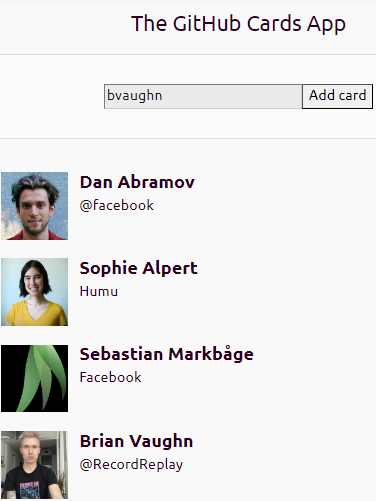 The GitHub Cards App
bvaughn Add card
Dan Abramov
@facebook
Sophie Alpert
Humu
Sebastian Markbåge
Facebook
Brian Vaughn
@RecordReplay